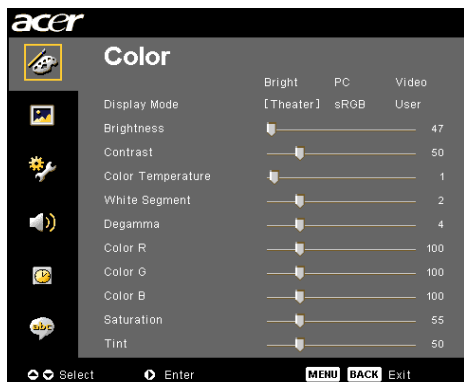 acer
Color
Bright PC Video
Display Mode [Theater] sRGB User
Brightness 47
Contrast 50
Color Temperature 1
White Segment 2
Degamma 4
Color R 100
Color G 100
Color B 100
Saturation 55
Tint 50
abc
Select Enter MENU BACK Exit